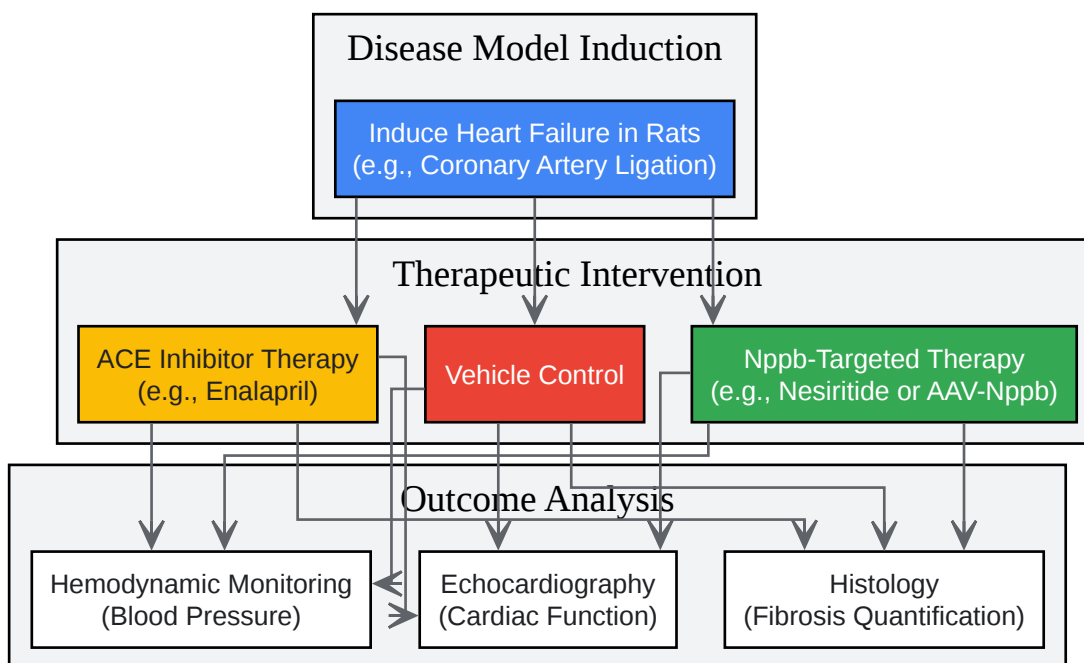 Disease Model Induction
Induce Heart Failure in Rats
(e.g., Coronary Artery Ligation)
Therapeutic Intervention
ACE Inhibitor Therapy
(e.g., Enalapril)
Vehicle Control
Nppb-Targeted Therapy
(e.g., Nesiritide or AAV-Nppb)
Outcome Analysis
Hemodynamic Monitoring
(Blood Pressure)
Echocardiography
(Cardiac Function)
Histology
(Fibrosis Quantification)